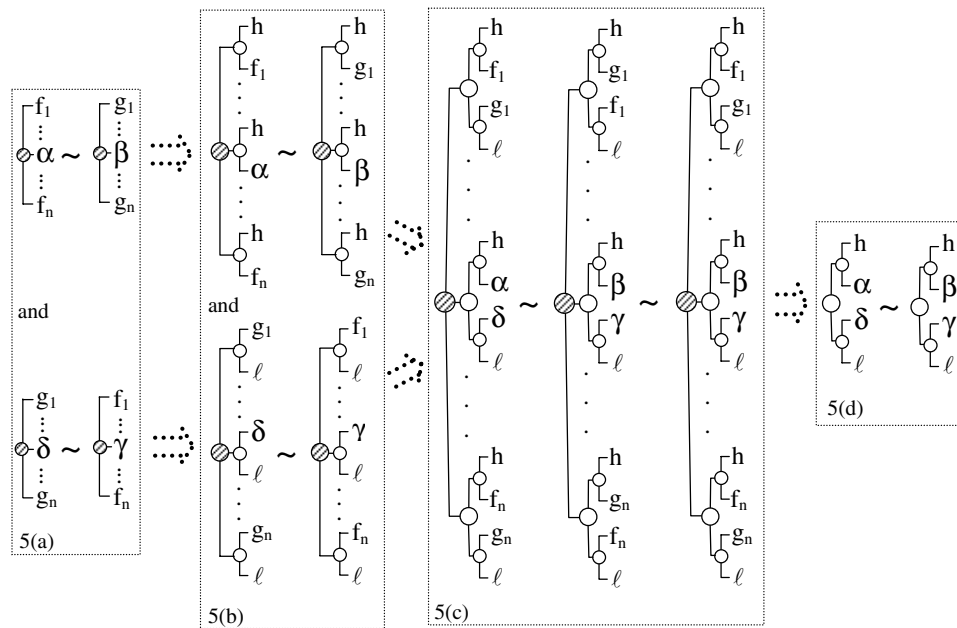 f₁ g₁
α ~ β
fₙ gₙ
and
g₁ f₁
δ ~ γ
gₙ fₙ
5(a)
h h
f₁ g₁
h h
~
α β
h h
fₙ gₙ
and
g₁ f₁
ℓ ℓ
δ γ
~
ℓ ℓ
gₙ fₙ
ℓ ℓ
5(b)
h h h
f₁ g₁ f₁
g₁ f₁ g₁
ℓ ℓ ℓ
h h h
α β β
~ ~
δ γ γ
ℓ ℓ ℓ
h h h
fₙ gₙ fₙ
gₙ fₙ gₙ
ℓ ℓ ℓ
5(c)
h h
α β
~
δ γ
ℓ ℓ
5(d)